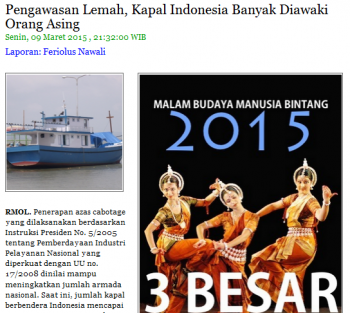 Pengawasan Lemah, Kapal Indonesia Banyak Diawaki
Orang Asing
Senin, 09 Maret 2015 , 21:32:00 WIB
Laporan: Feriolus Nawali
MALAM BUDAYA MANUSIA BINTANG
2015
3 BESAR
RMOL. Penerapan azas cabotage
yang dilaksanakan berdasarkan
Instruksi Presiden No. 5/2005
tentang Pemberdayaan Industri
Pelayanan Nasional yang
diperkuat dengan UU no.
17/2008 dinilai mampu
meningkatkan jumlah armada
nasional. Saat ini, jumlah kapal
berbendera Indonesia mencapai